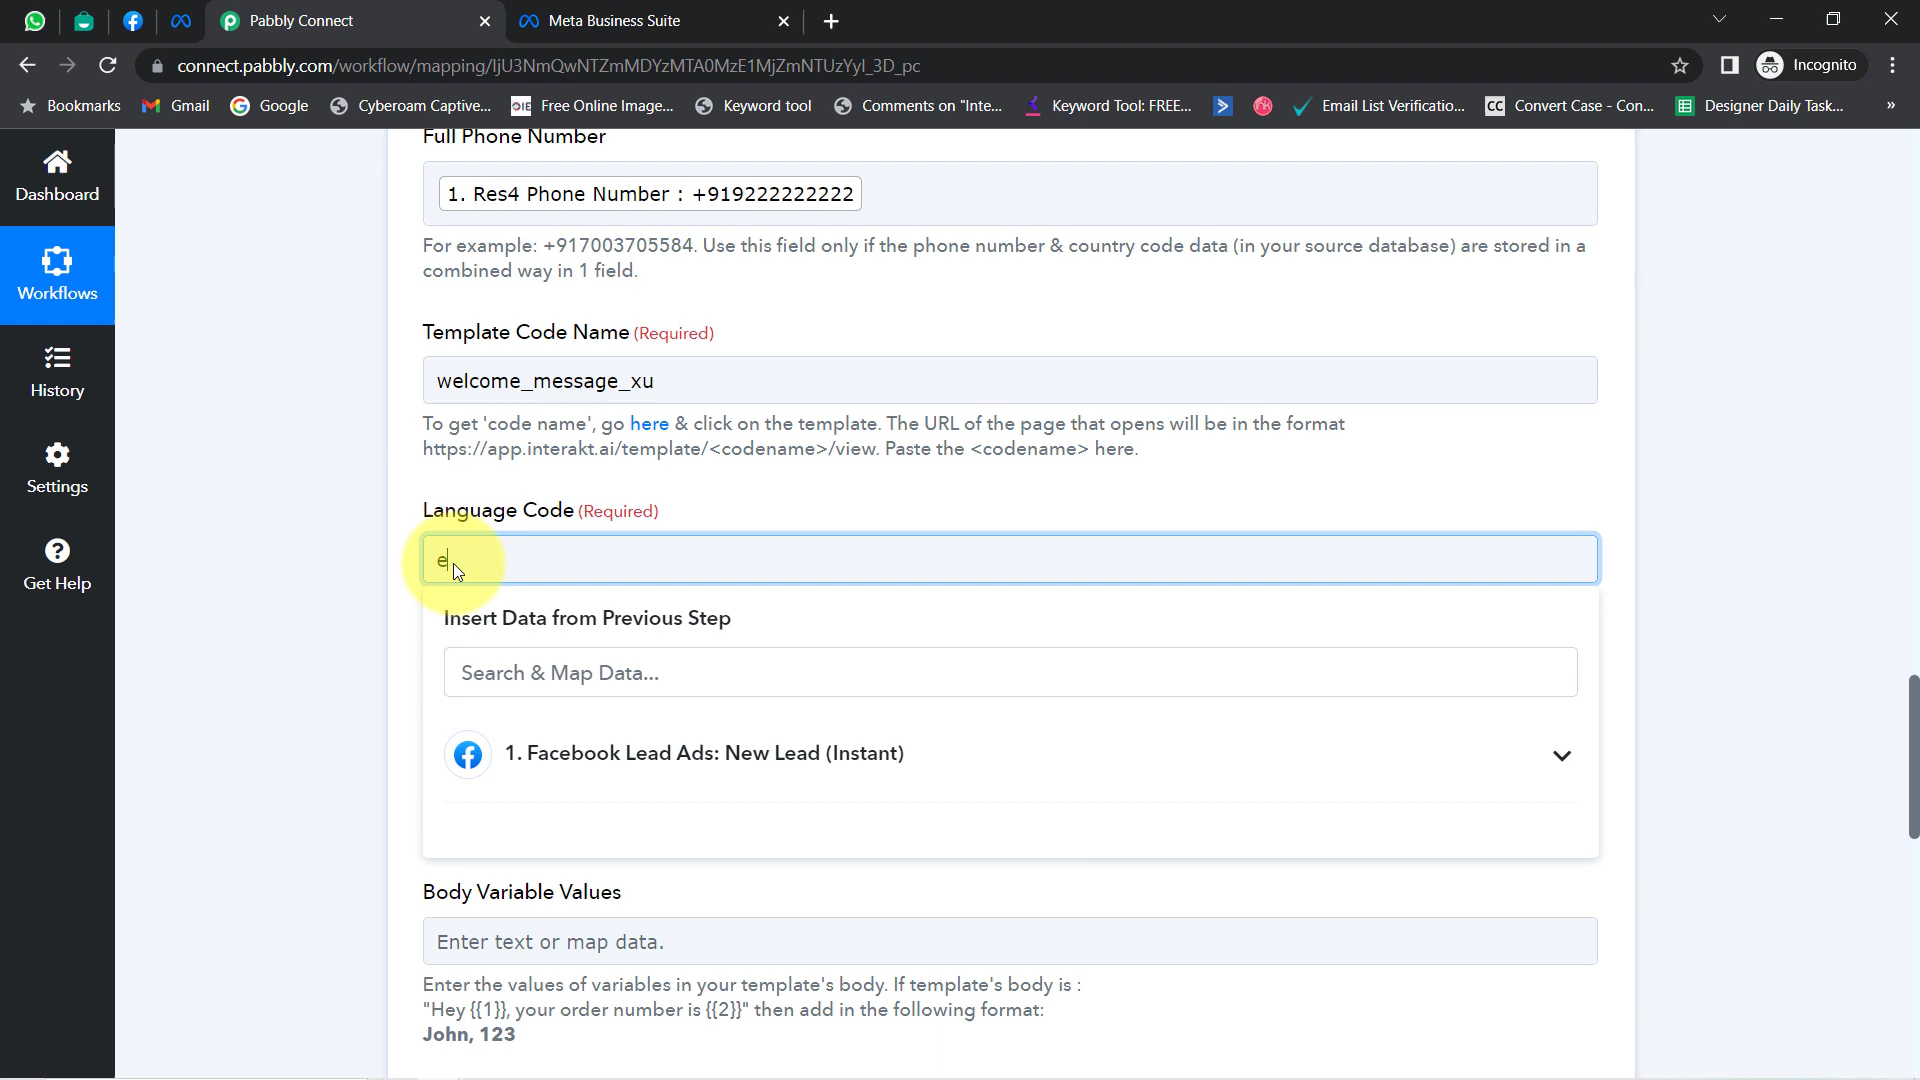 Pabbly Connect
Meta Business Suite
connect.pabbly.com/workflow/mapping/IjU3NmQwNTZmMDYzMTA0MzE1MjZmNTUzYyI_3D_pc
Incognito
Bookmarks
Gmail
Google
Cyberoam Captive...
OIE
Free Online Image...
Keyword tool
Comments on "Inte...
Keyword Tool: FREE...
Email List Verificatio...
CC
Convert Case - Con...
Designer Daily Task...
»
Dashboard
Workflows
History
Settings
Get Help
Full Phone Number
1. Res4 Phone Number : +919222222222
For example: +917003705584. Use this field only if the phone number & country code data (in your source database) are stored in a
combined way in 1 field.
Template Code Name (Required)
welcome_message_xu
To get 'code name', go here & click on the template. The URL of the page that opens will be in the format
https://app.interakt.ai/template/<codename>/view. Paste the <codename> here.
Language Code (Required)
e
Insert Data from Previous Step
Search & Map Data...
1. Facebook Lead Ads: New Lead (Instant)
Body Variable Values
Enter text or map data.
Enter the values of variables in your template's body. If template's body is :
"Hey {{1}}, your order number is {{2}}" then add in the following format:
John, 123